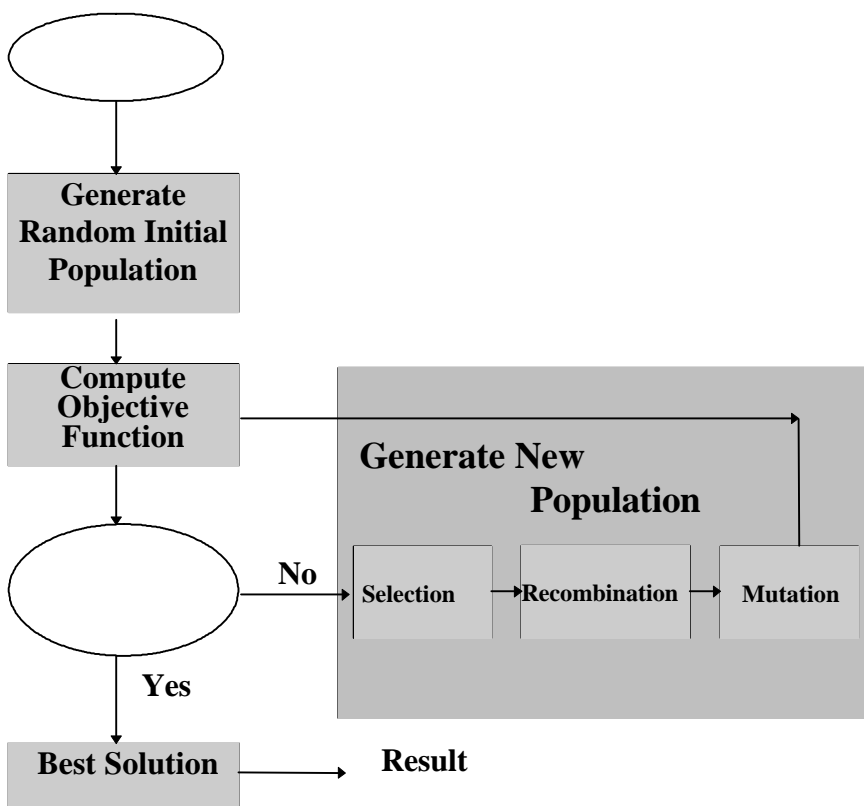 Generate
Random Initial
Population
Compute
Objective
Function
Generate New
Population
No
Selection
Recombination
Mutation
Yes
Best Solution
Result